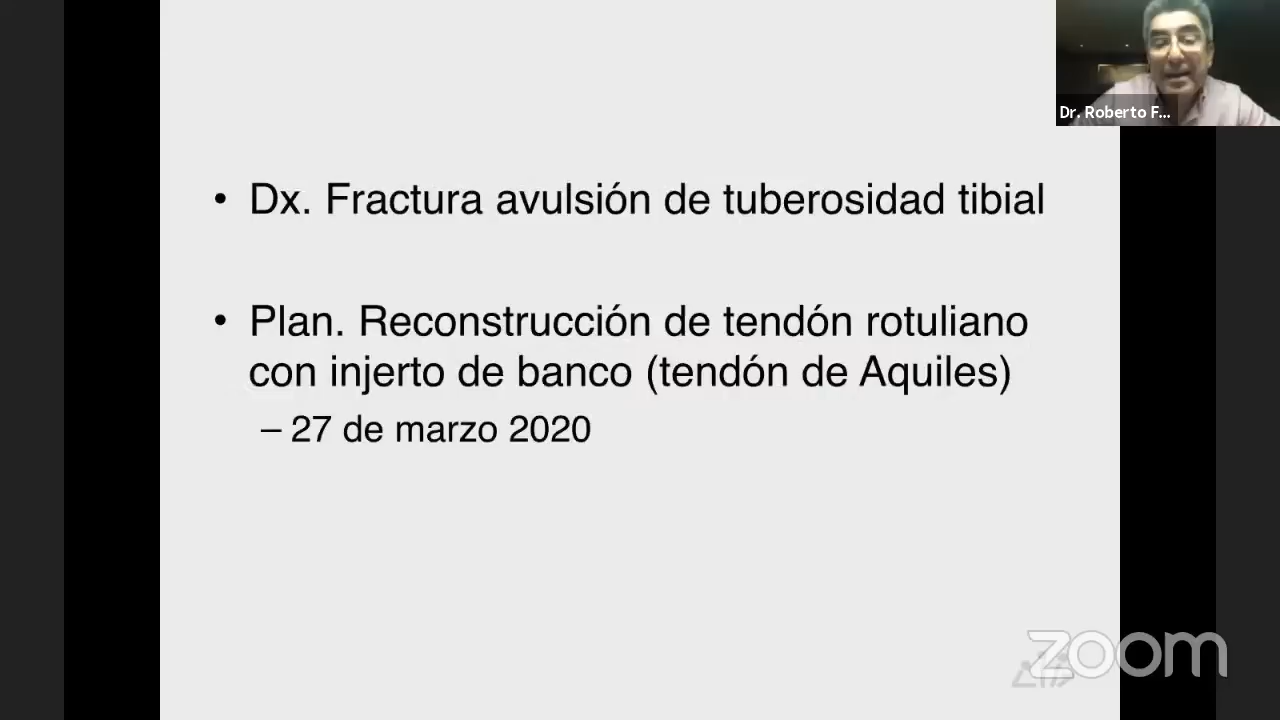 Dr. Roberto F...
• Dx. Fractura avulsión de tuberosidad tibial
• Plan. Reconstrucción de tendón rotuliano
con injerto de banco (tendón de Aquiles)
– 27 de marzo 2020
zoom